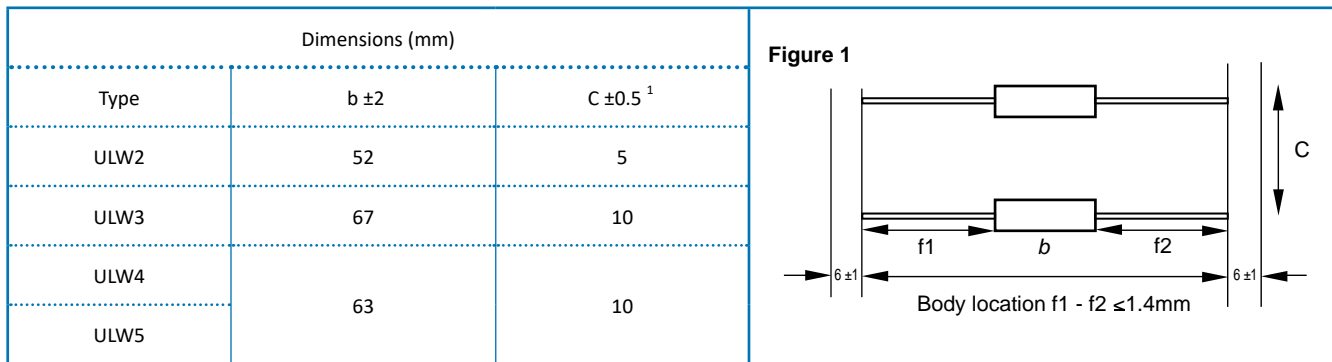 Dimensions (mm)
Type b ±2 C ±0.5 1
ULW2 52 5
ULW3 67 10
ULW4
63 10
ULW5
Figure 1
C
f1 b f2
6 ±1 6 ±1
Body location f1 - f2 ≤1.4mm